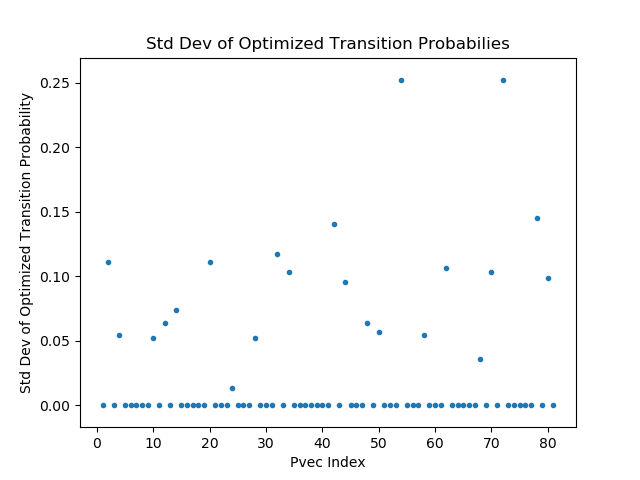 Std Dev of Optimized Transition Probabilies
Std Dev of Optimized Transition Probability
0.25
0.20
0.15
0.10
0.05
0.00
0 10 20 30 40 50 60 70 80
Pvec Index